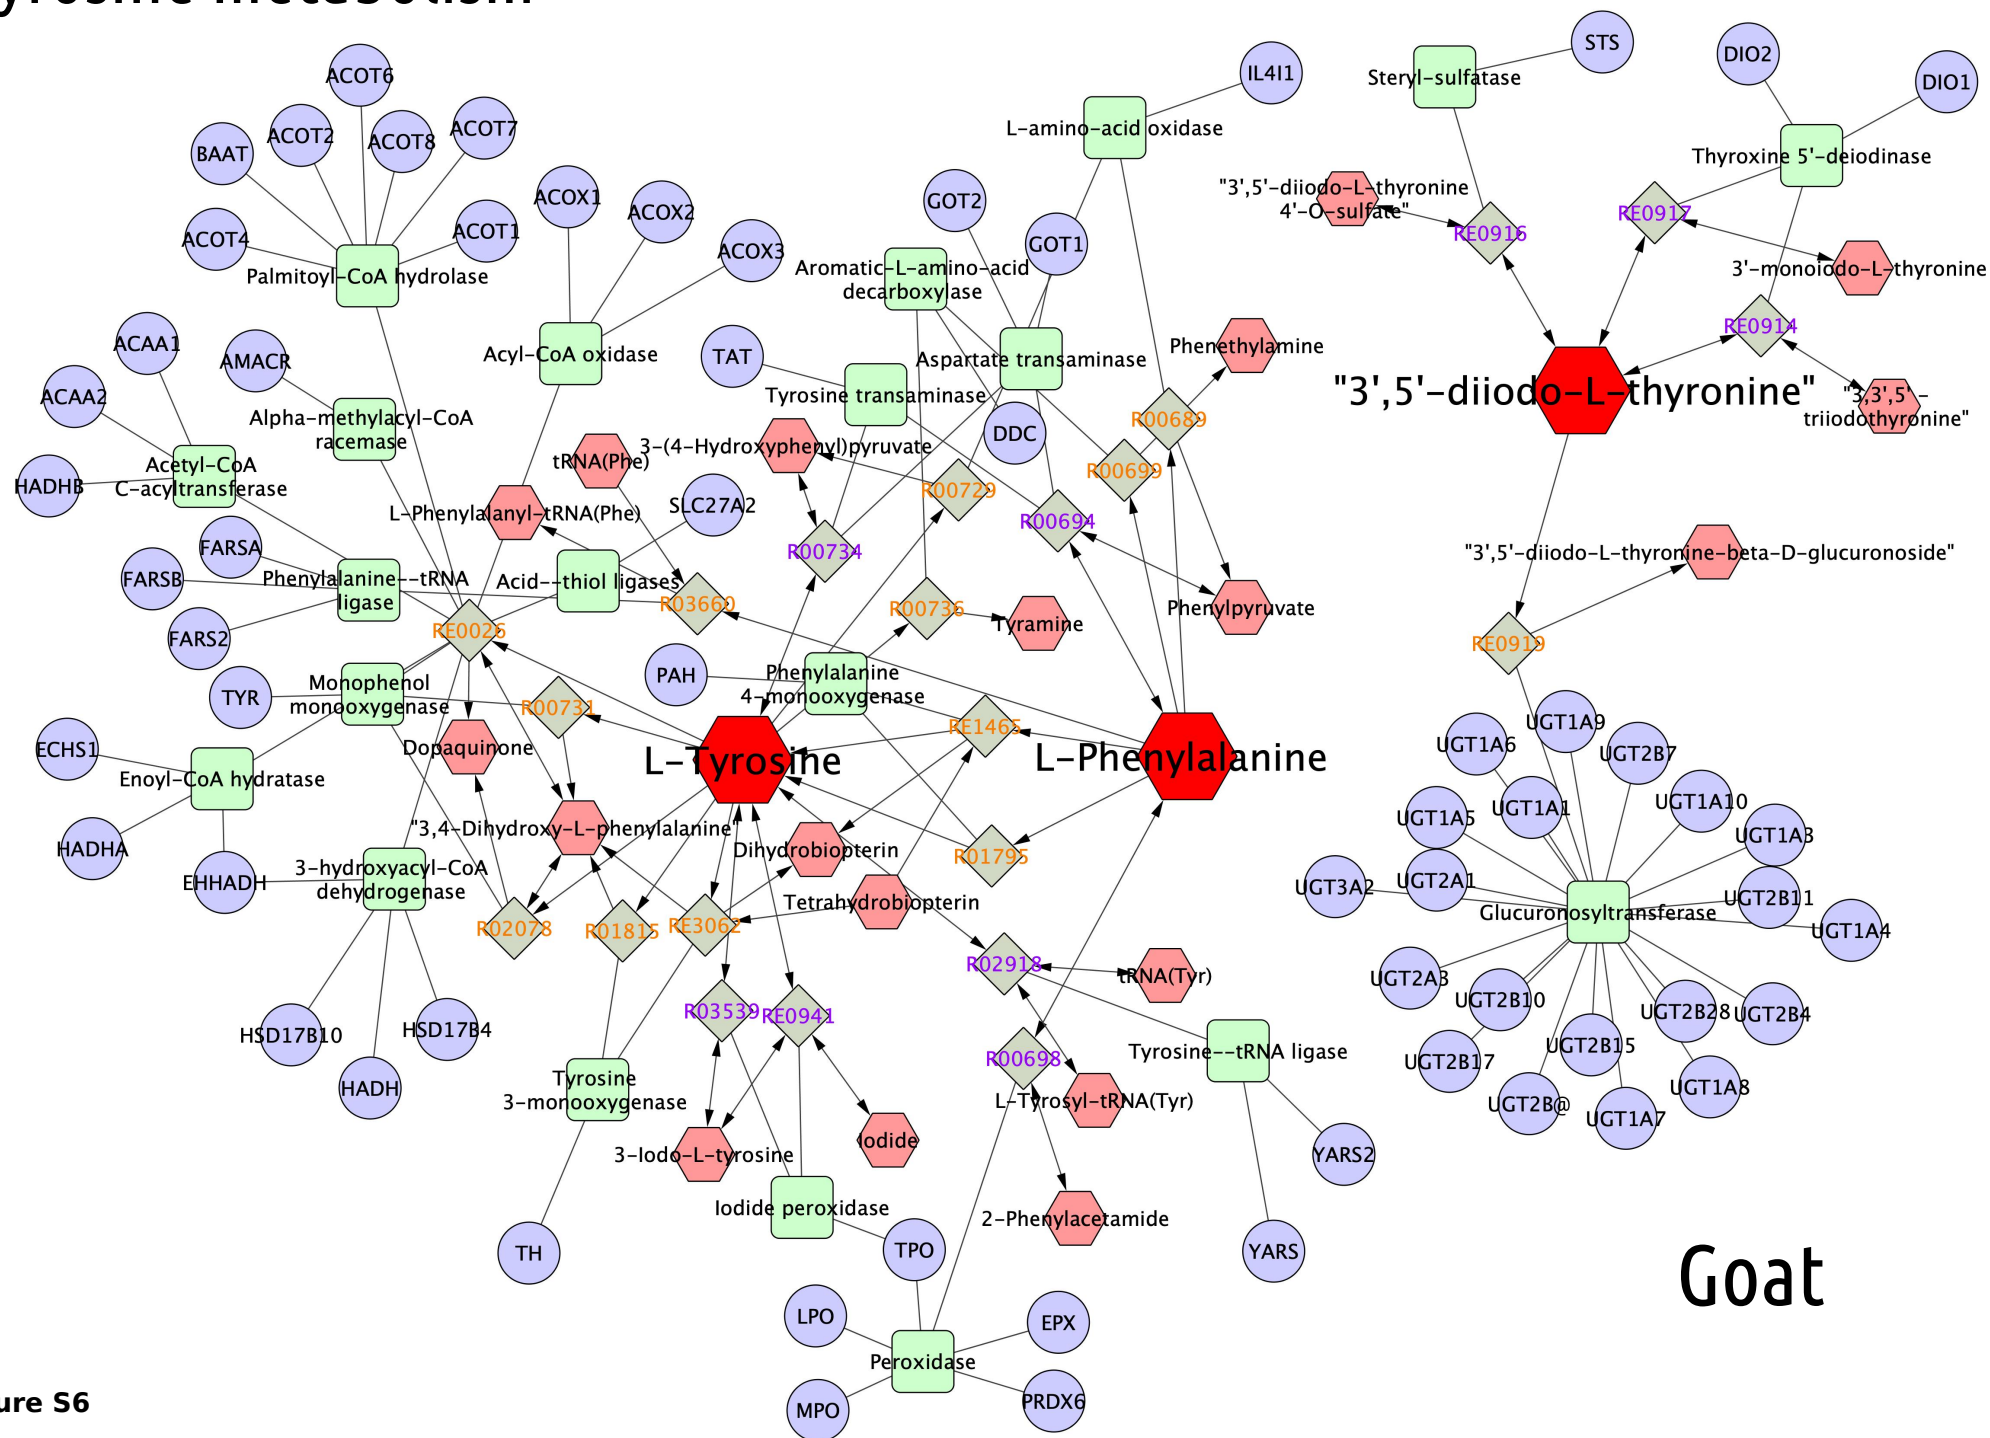 ACOT6
ACOT2
ACOT8
ACOT7
BAAT
ACOT4
ACOT1
Palmitoyl-CoA hydrolase
ACOX1
ACOX2
ACOX3
Acyl-CoA oxidase
ACAA1
AMACR
ACAA2
Alpha-methylacyl-CoA
racemase
HADHB
Acetyl-CoA
C-acyltransferase
tRNA(Phe)
L-Phenylalanyl-tRNA(Phe)
SLC27A2
FARSA
FARSB
FARS2
Phenylalanine--tRNA
ligase
Acid--thiol ligases
R03660
RE0026
TYR
Monophenol
monooxygenase
R00731
Dopaquinone
ECHS1
Enoyl-CoA hydratase
HADHA
EHHADH
3-hydroxyacyl-CoA
dehydrogenase
"3,4-Dihydroxy-L-phenylalanine"
R02078
R01815
RE3062
HSD17B10
HSD17B4
HADH
Tyrosine
3-monooxygenase
TH
IL4I1
L-amino-acid oxidase
GOT2
GOT1
Aromatic-L-amino-acid
decarboxylase
TAT
Tyrosine transaminase
Aspartate transaminase
Phenethylamine
DDC
R00689
3-(4-Hydroxyphenyl)pyruvate
R00699
R00729
R00694
R00734
R00736
Tyramine
Phenylpyruvate
PAH
Phenylalanine
4-monooxygenase
RE1465
L-Tyrosine
L-Phenylalanine
Dihydrobiopterin
R01795
Tetrahydrobiopterin
R02918
tRNA(Tyr)
R03539
RE0941
R00698
Tyrosine--tRNA ligase
L-Tyrosyl-tRNA(Tyr)
3-Iodo-L-tyrosine
Iodide
Iodide peroxidase
2-Phenylacetamide
YARS2
YARS
TPO
LPO
EPX
Peroxidase
MPO
PRDX6
STS
Steryl-sulfatase
DIO2
DIO1
Thyroxine 5'-deiodinase
"3',5'-diiodo-L-thyronine
4'-O-sulfate"
RE0916
RE0917
3'-monoiodo-L-thyronine
RE0914
"3',5'-diiodo-L-thyronine"
"3,3',5'-
triiodothyronine"
"3',5'-diiodo-L-thyronine-beta-D-glucuronoside"
RE0919
UGT1A9
UGT1A6
UGT2B7
UGT1A1
UGT1A10
UGT1A5
UGT1A3
UGT3A2
UGT2A1
UGT2B11
Glucuronosyltransferase
UGT1A4
UGT2A3
UGT2B10
UGT2B28
UGT2B4
UGT2B17
UGT2B15
UGT1A8
UGT2B@
UGT1A7
Goat
ure S6